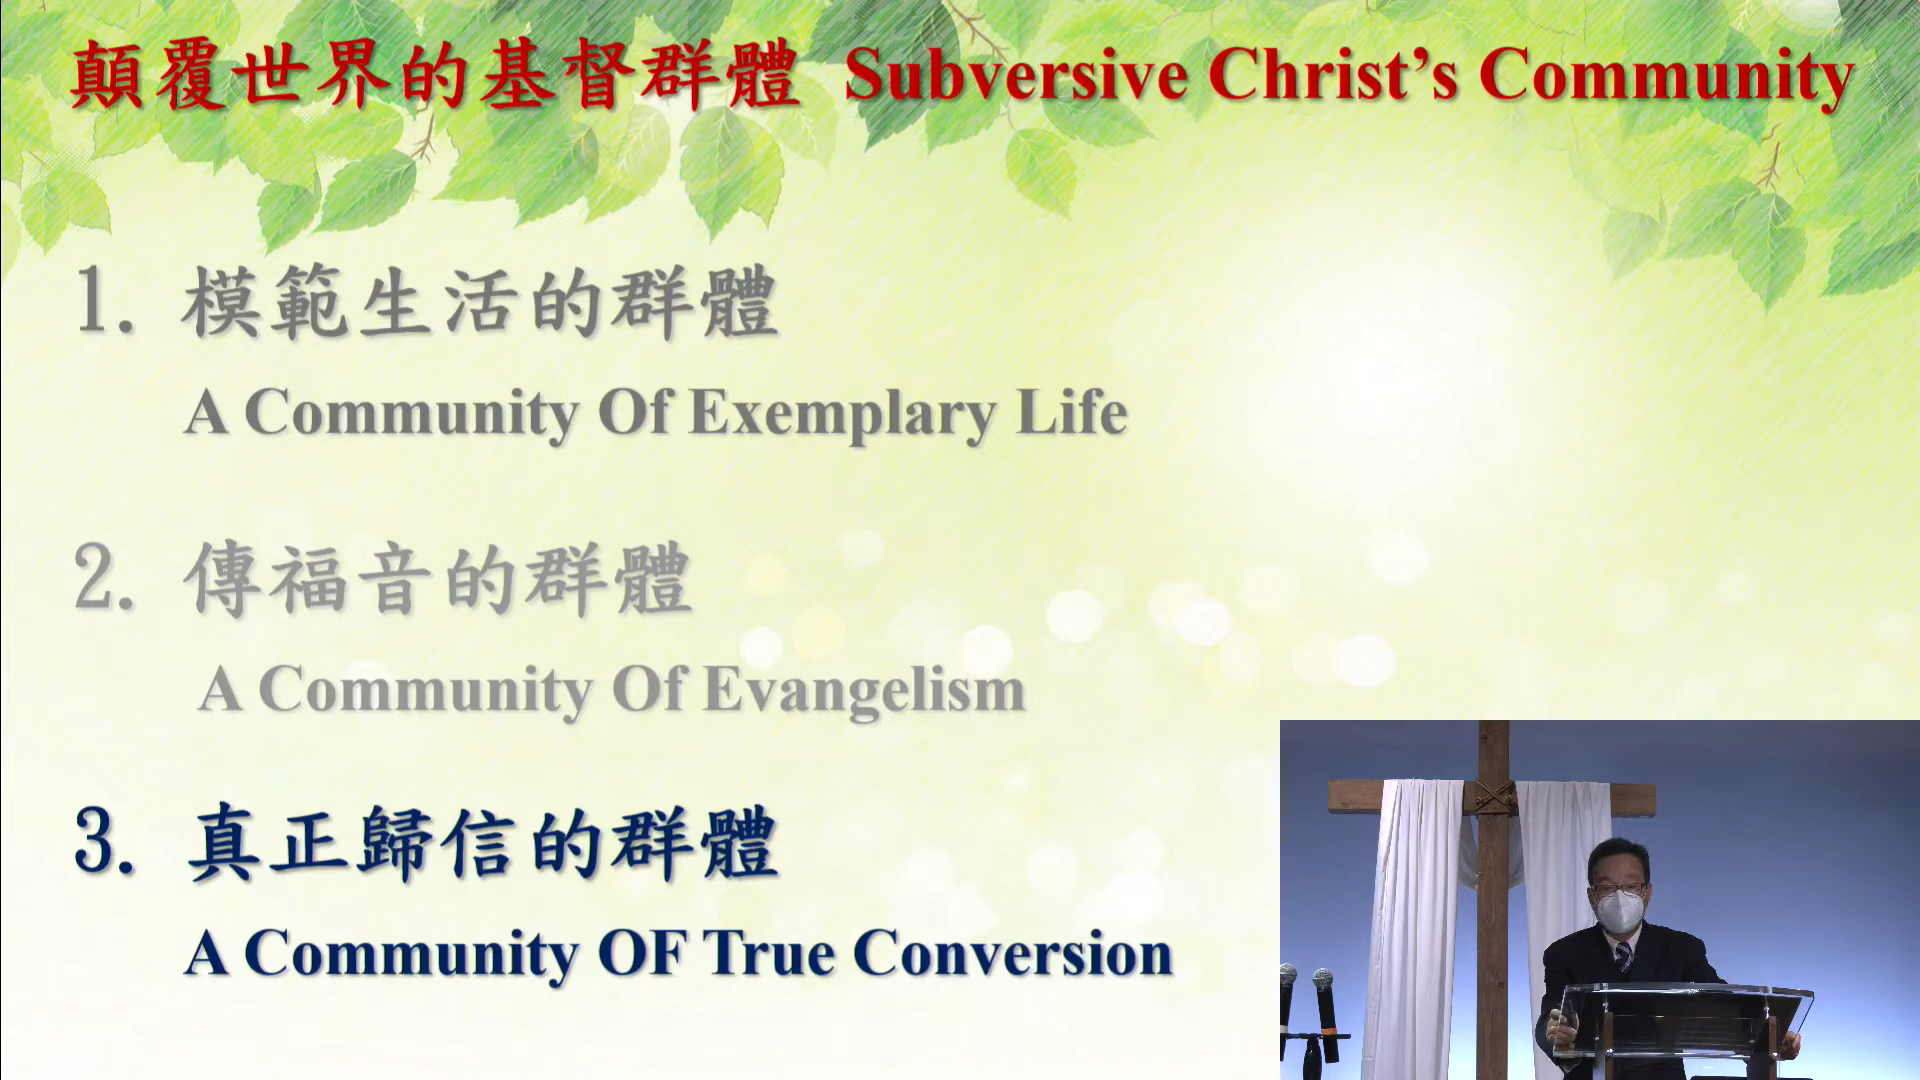 顛覆世界的基督群體 Subversive Christ’s Community
1. 模範生活的群體
A Community Of Exemplary Life
2. 傳福音的群體
A Community Of Evangelism
3. 真正歸信的群體
A Community OF True Conversion